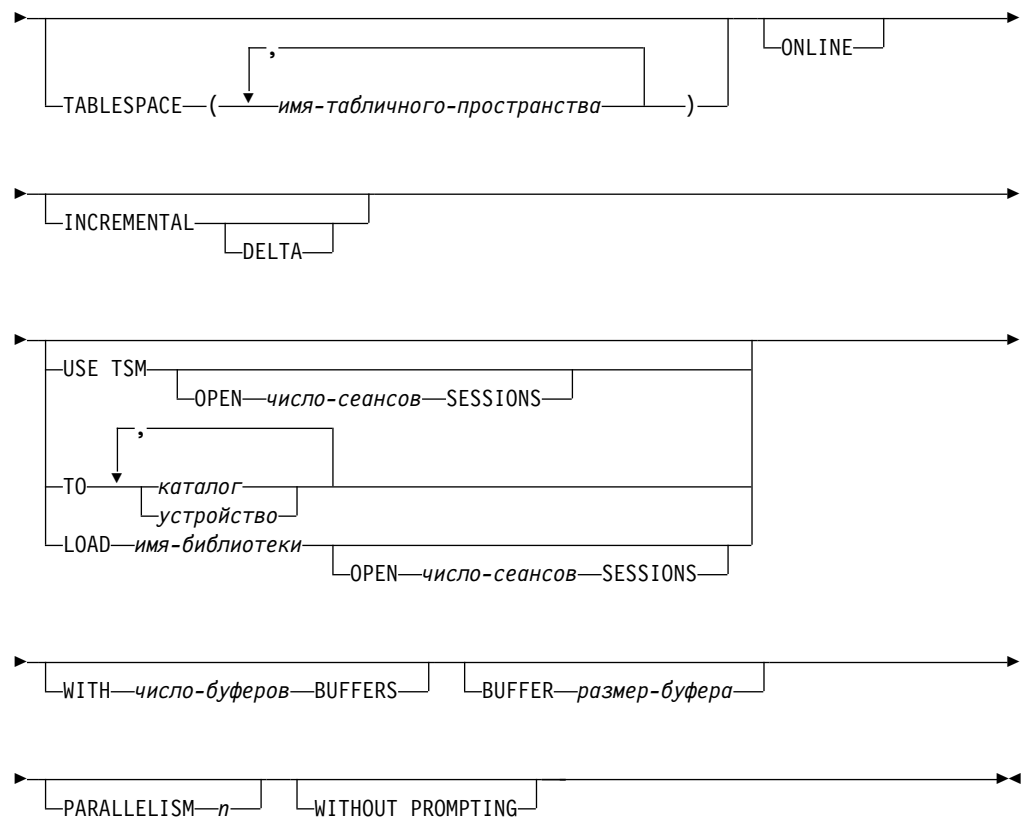 ,
ONLINE
TABLESPACE ( имя-табличного-пространства )
INCREMENTAL
DELTA
USE TSM
OPEN число-сеансов SESSIONS
,
TO каталог
устройство
LOAD имя-библиотеки
OPEN число-сеансов SESSIONS
WITH число-буферов BUFFERS BUFFER размер-буфера
PARALLELISM n WITHOUT PROMPTING